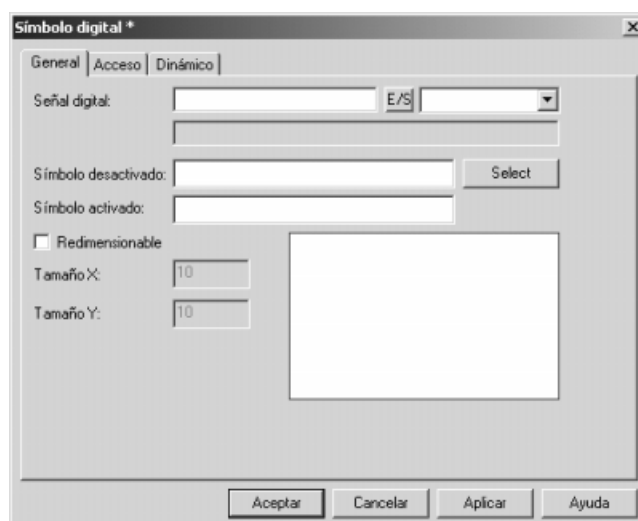 Símbolo digital *
General Acceso Dinámico
Señal digital: E/S
Símbolo desactivado: Select
Símbolo activado:
Redimensionable
Tamaño X: 10
Tamaño Y: 10
Aceptar Cancelar Aplicar Ayuda